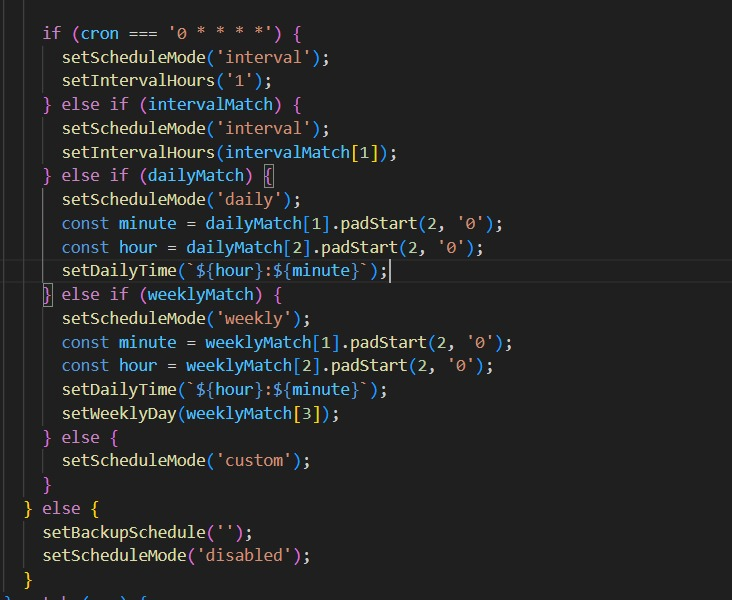 if (cron === '0 * * * *') {
setScheduleMode('interval');
setIntervalHours('1');
} else if (intervalMatch) {
setScheduleMode('interval');
setIntervalHours(intervalMatch[1]);
} else if (dailyMatch) {
setScheduleMode('daily');
const minute = dailyMatch[1].padStart(2, '0');
const hour = dailyMatch[2].padStart(2, '0');
setDailyTime(`${hour}:${minute}`);
} else if (weeklyMatch) {
setScheduleMode('weekly');
const minute = weeklyMatch[1].padStart(2, '0');
const hour = weeklyMatch[2].padStart(2, '0');
setDailyTime(`${hour}:${minute}`);
setWeeklyDay(weeklyMatch[3]);
} else {
setScheduleMode('custom');
}
} else {
setBackupSchedule('');
setScheduleMode('disabled');
}